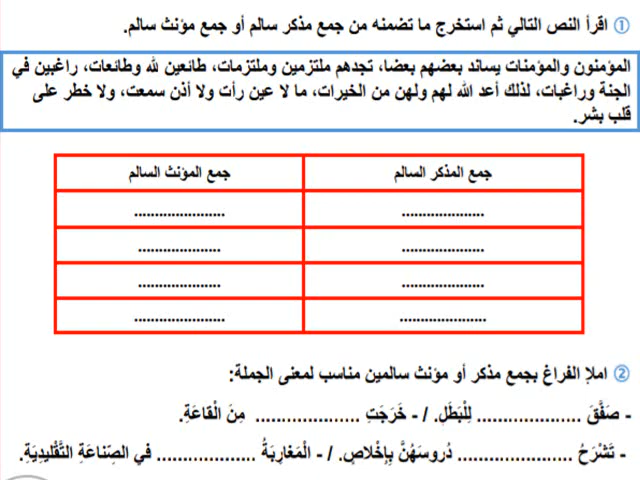 ① اقرأ النص التالي ثم استخرج ما تضمنه من جمع مذكر سالم أو جمع مؤنث سالم.
المؤمنون والمؤمنات يساند بعضهم بعضا، تجدهم ملتزمين وملتزمات، طائعين لله وطائعات، راغبين في
الجنة وراغبات، لذلك أعد الله لهم ولهن من الخيرات، ما لا عين رأت ولا أذن سمعت، ولا خطر على
قلب بشر.
جمع المذكر السالم جمع المؤنث السالم
.................... ......................
.................... ....................
.................... ....................
..................... ......................
② املإ الفراغ بجمع مذكر أو مؤنث سالمين مناسب لمعنى الجملة:
- صَفَّقَ .................... لِلْبَطَلِ. / - خَرَجَتِ .................... مِنَ الْقاعَةِ.
- تَشْرَحُ ...................... دُروسَهُنَّ بِإِخْلاصٍ. / - الْمَغارِبَةُ ................... في الصِّناعَةِ التَّقْليدِيَةِ.